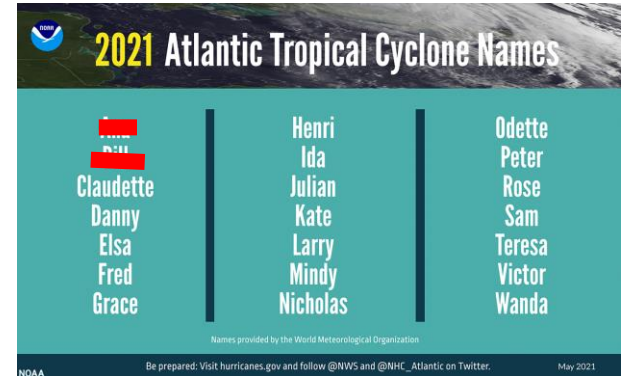 NOAA
2021 Atlantic Tropical Cyclone Names
Claudette
Danny
Elsa
Fred
Grace
Henri
Ida
Julian
Kate
Larry
Mindy
Nicholas
Odette
Peter
Rose
Sam
Teresa
Victor
Wanda
Names provided by the World Meteorological Organization
NOAA
Be prepared: Visit hurricanes.gov and follow @NWS and @NHC_Atlantic on Twitter.
May 2021